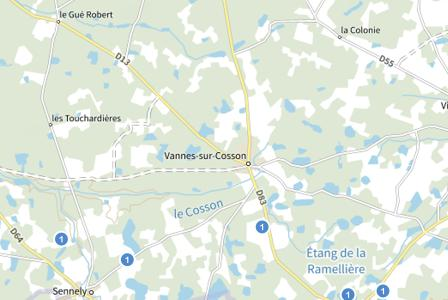 le Gué Robert
la Colonie
D13
D55
les Touchardières
Vannes-sur-Cosson
D83
le Cosson
D64
1
1
1
Étang de la
Ramellière
Sennely
1
1